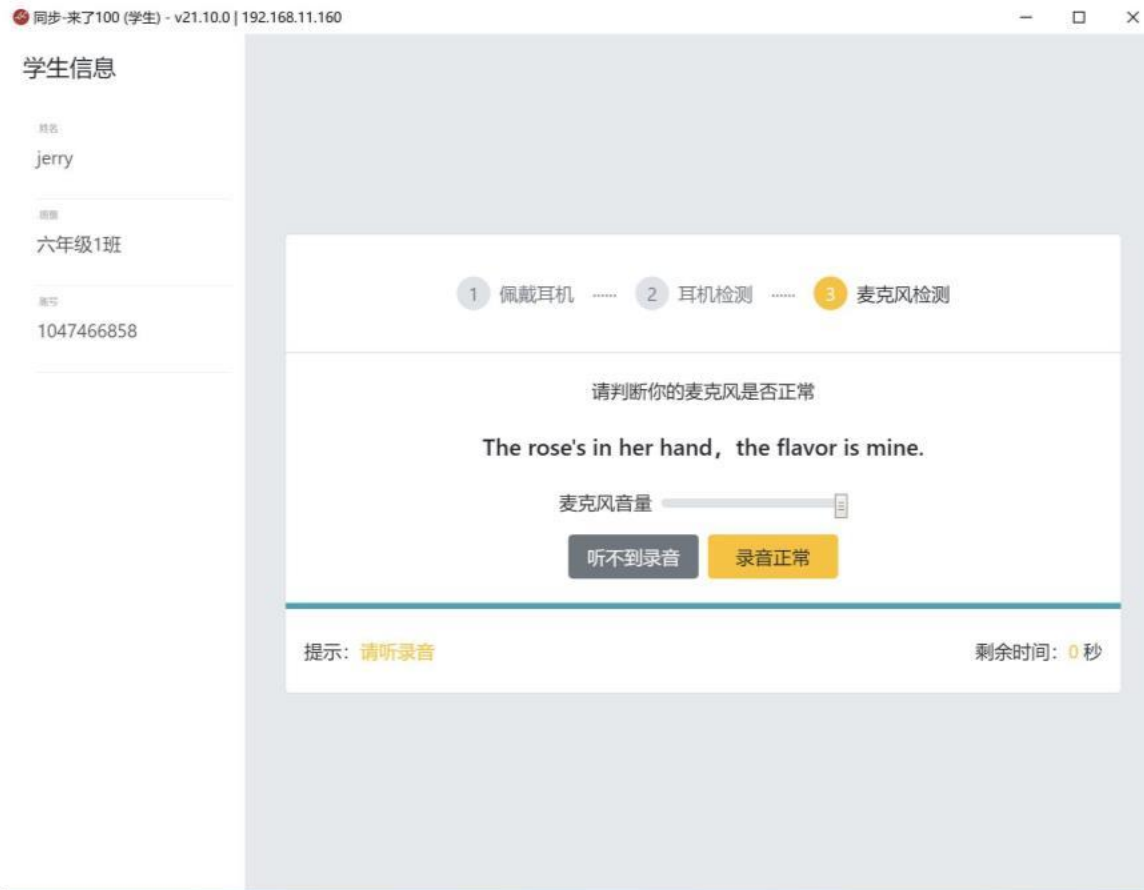 同步-来了100 (学生) - v21.10.0 | 192.168.11.160
学生信息
姓名
jerry
六年级1班
1047466858
1 佩戴耳机 ······ 2 耳机检测 ······ 3 麦克风检测
请判断你的麦克风是否正常
The rose's in her hand，the flavor is mine.
麦克风音量
听不到录音 录音正常
提示：请听录音 剩余时间：0 秒